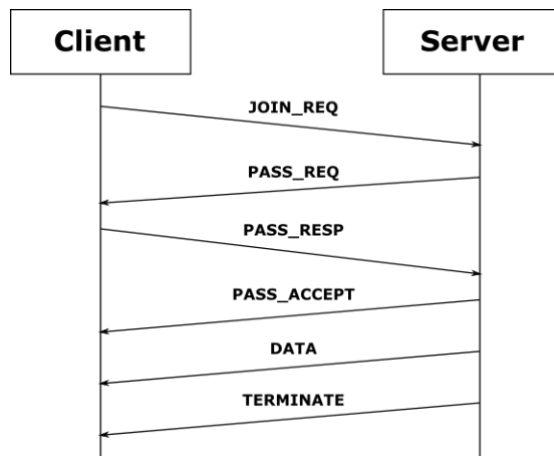 Client
Server
JOIN_REQ
PASS_REQ
PASS_RESP
PASS_ACCEPT
DATA
TERMINATE